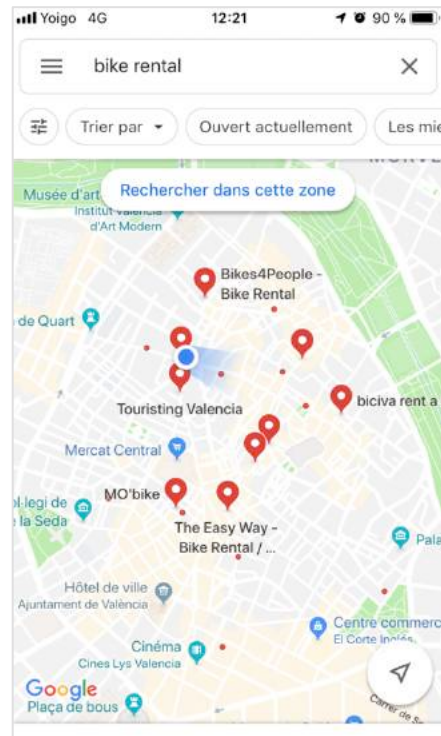 Yoigo 4G 12:21 90 %
bike rental
Trier par Ouvert actuellement Les mie
Rechercher dans cette zone
Musée d'art
Institut Valencia
d'Art Modern
Bikes4People -
Bike Rental
de Quart
biciva rent a
Touristing Valencia
Mercat Central
MO'bike
l·legi de
la Seda
The Easy Way -
Bike Rental / ...
Pala
Hôtel de ville
Ajuntament de València
Centre commerc
El Corte Inglés,
Cinéma
Cines Lys Valencia
Google
Plaça de bous
Carrer de S